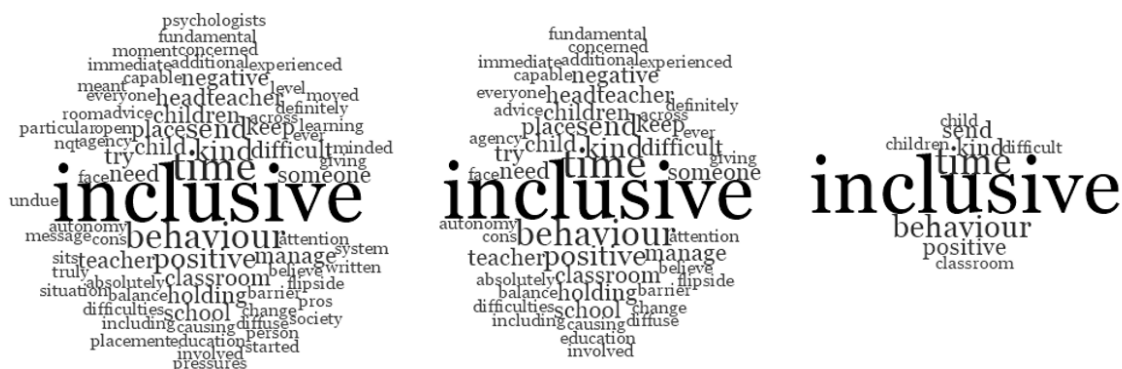 psychologists
fundamental
moment concerned
immediate additional experienced
meant capable negative level
everyone headteacher moved
room advice children across definitely
particular open places send keep ever learning
nqt agency try child kind difficult minded
face need time someone giving
undue inclusive
autonomy
message cons behaviour attention
sits teacher positive manage system
truly classroom believe written
situation absolutely holding barrier flipside
balance pros
difficulties school change society
including causing diffuse person
placement education started
involved
pressures
fundamental
concerned
immediate additional experienced
capable negative
everyone headteacher
advice children across definitely
places send keep ever
agency try child kind difficult
face need time someone giving
inclusive
autonomy
cons behaviour attention
teacher positive manage
classroom believe
absolutely holding barrier flipside
balance
difficulties school change
including causing diffuse
education
involved
child
send
children kind difficult
time
inclusive
behaviour
positive
classroom